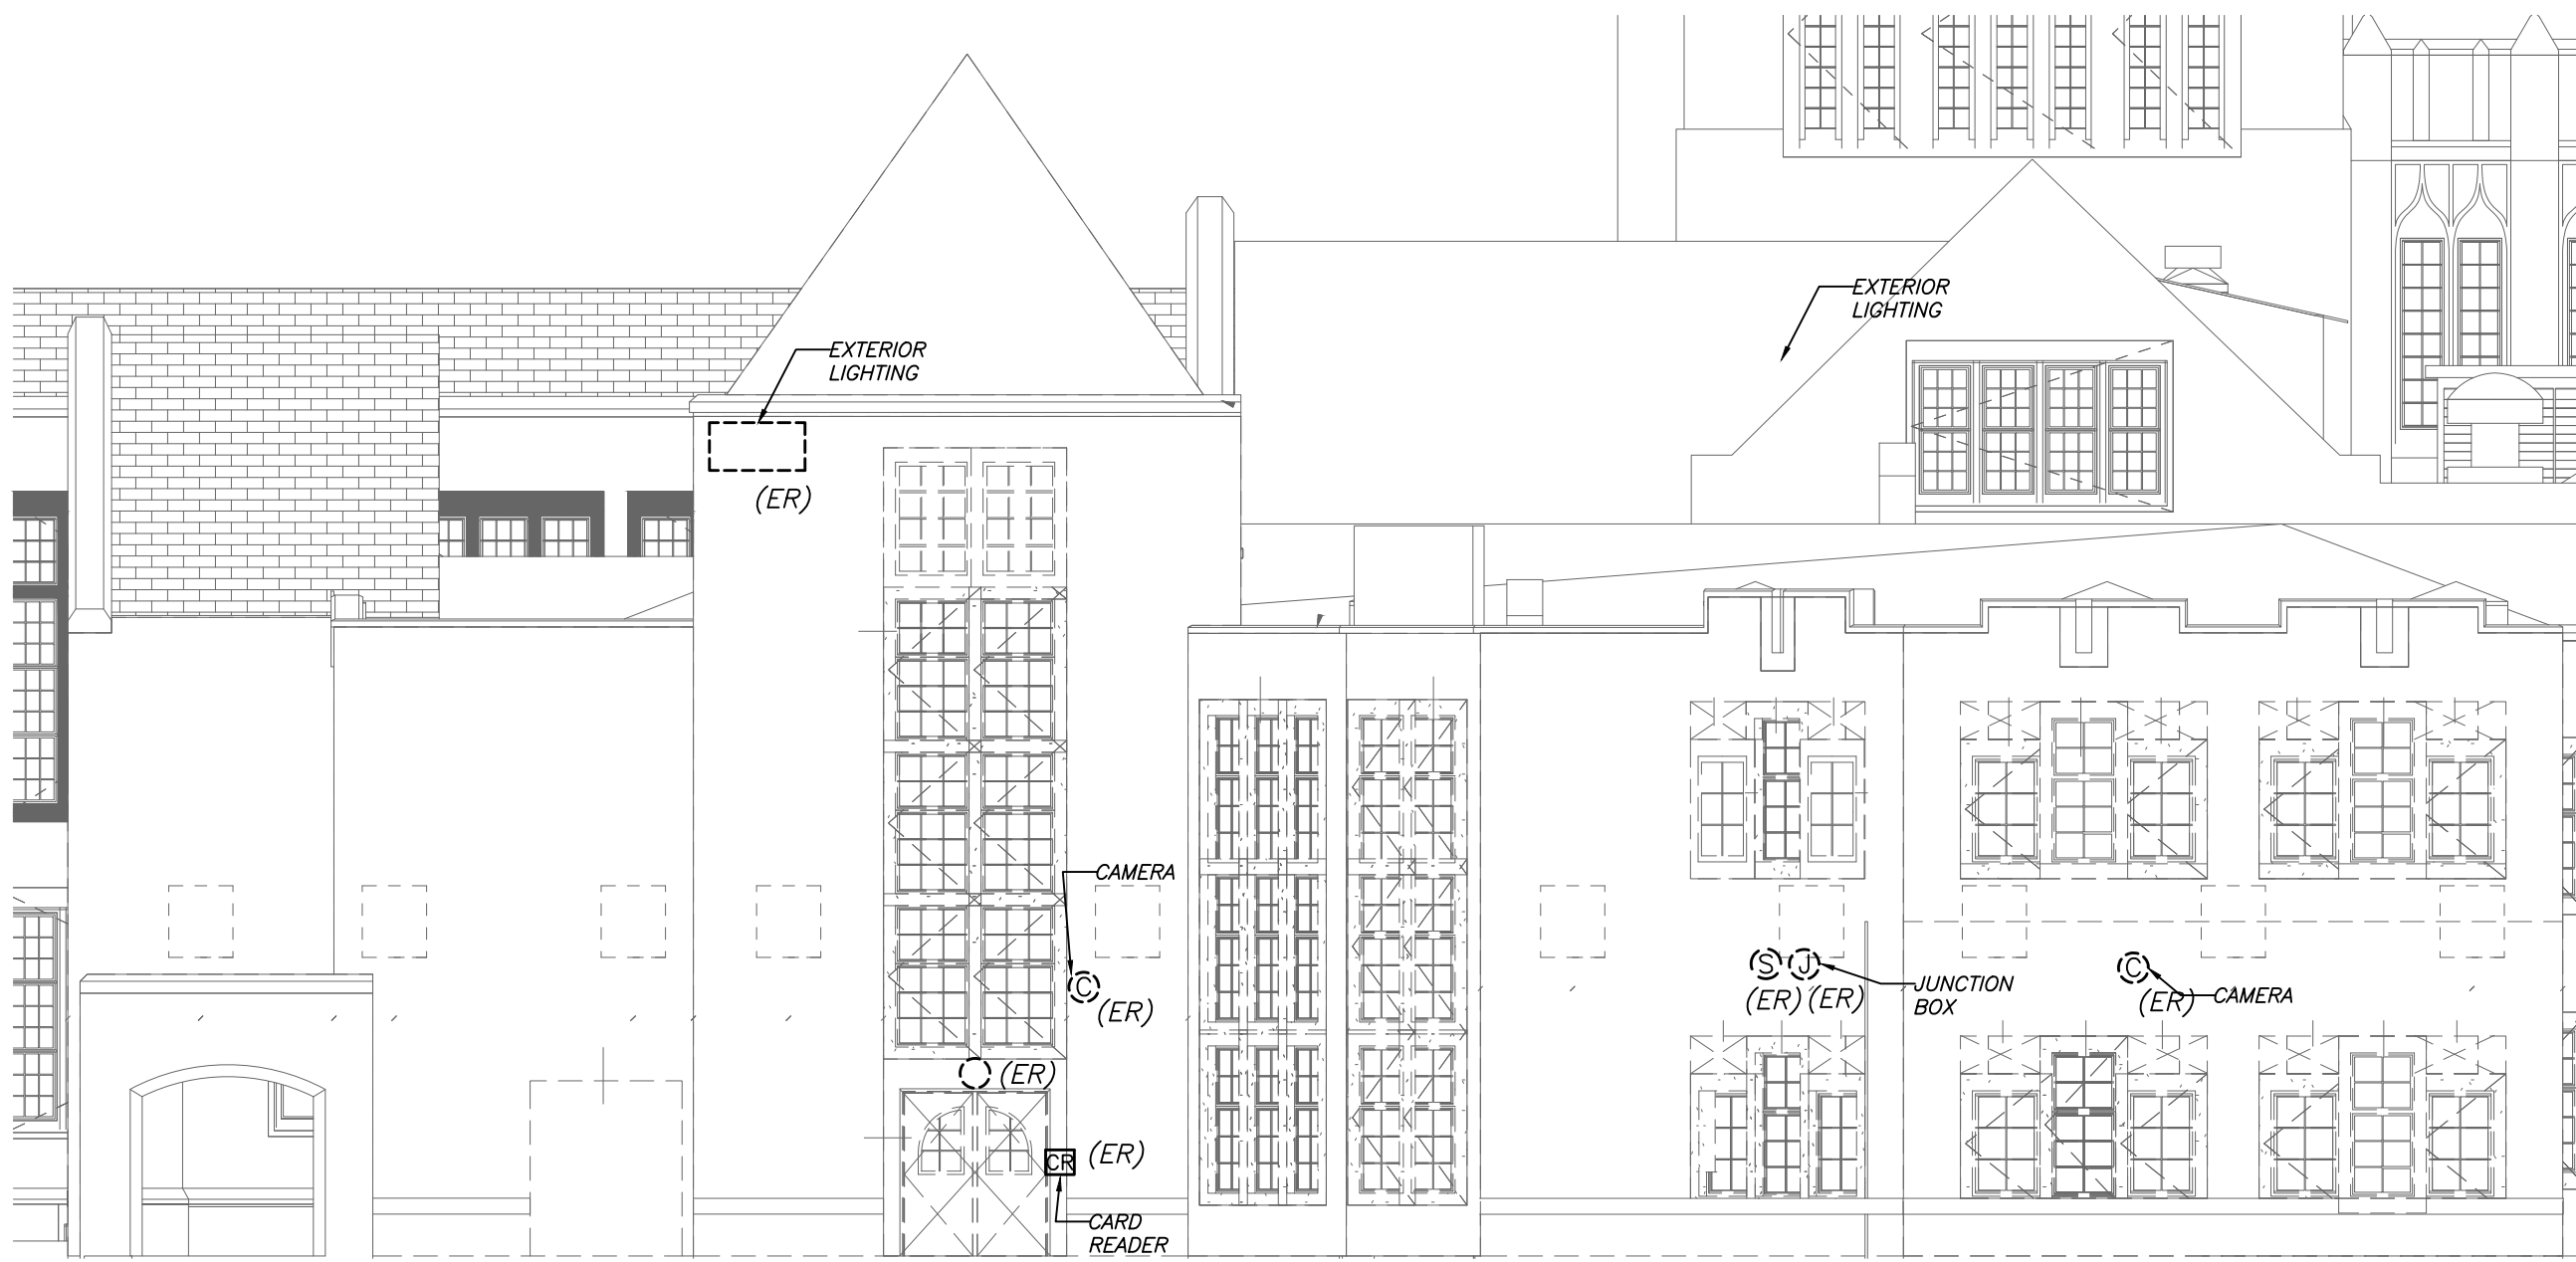 EXTERIOR
LIGHTING
EXTERIOR
LIGHTING
(ER)
CAMERA
C
(ER)
S J
(ER) (ER)
JUNCTION
BOX
C
(ER)
CAMERA
(ER)
CR (ER)
CARD
READER